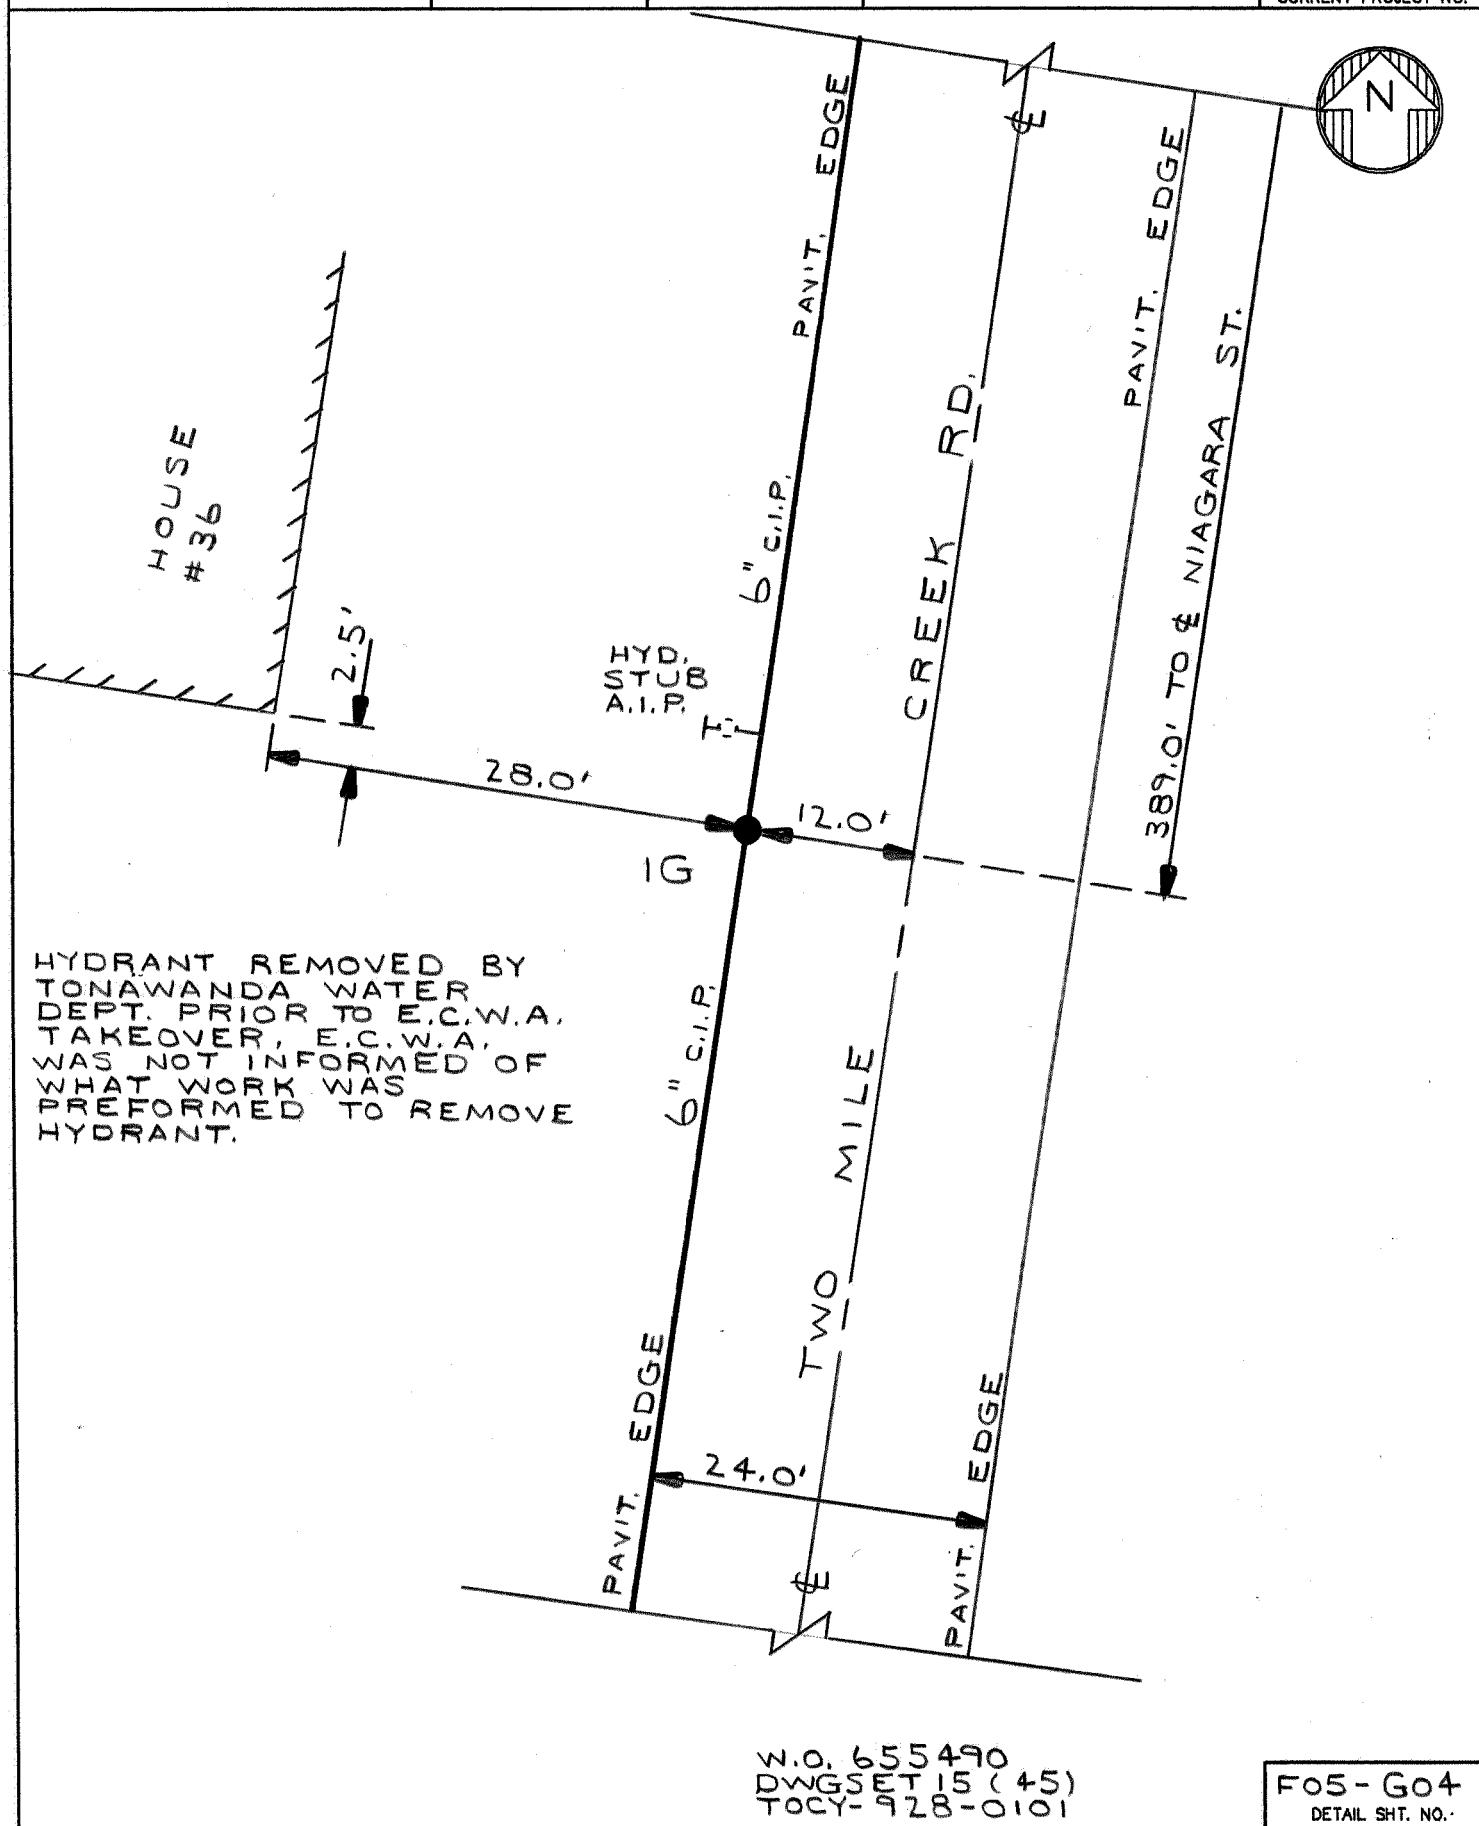 CURRENT PROJECT NO.
N
PAV'T. EDGE
PAV'T. EDGE
HOUSE
#36
2.5'
HYD.
STUB
A.I.P.
6" C.I.P.
TWO MILE CREEK RD.
389.0' TO ℄ NIAGARA ST.
28.0'
12.0'
1G
HYDRANT REMOVED BY
TONAWANDA WATER
DEPT. PRIOR TO E.C.W.A.
TAKEOVER, E.C.W.A.
WAS NOT INFORMED OF
WHAT WORK WAS
PREFORMED TO REMOVE
HYDRANT.
6" C.I.P.
24.0'
PAV'T. EDGE
PAV'T. EDGE
℄
℄
W.O. 655490
DWGSET 15 (45)
TOCY-928-0101
F05-G04
DETAIL SHT. NO.